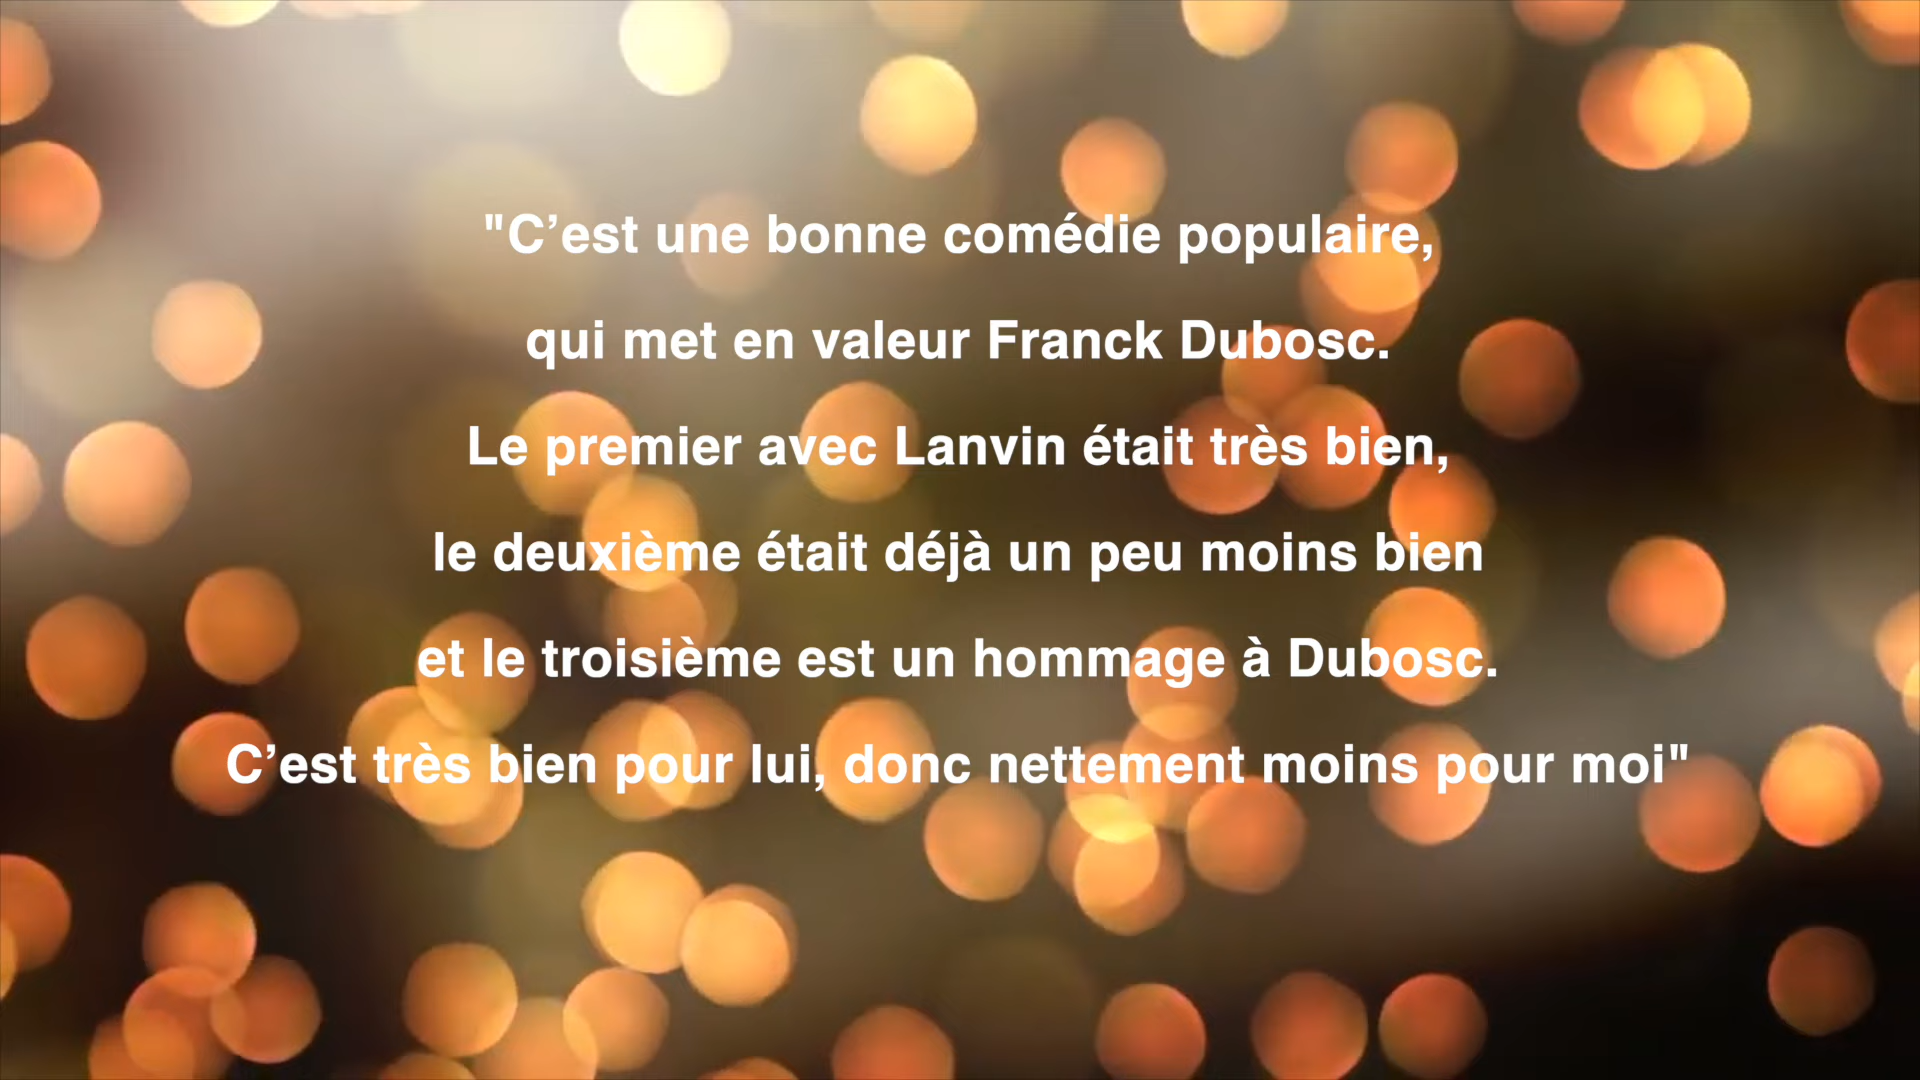 "C’est une bonne comédie populaire,
qui met en valeur Franck Dubosc.
Le premier avec Lanvin était très bien,
le deuxième était déjà un peu moins bien
et le troisième est un hommage à Dubosc.
C’est très bien pour lui, donc nettement moins pour moi"